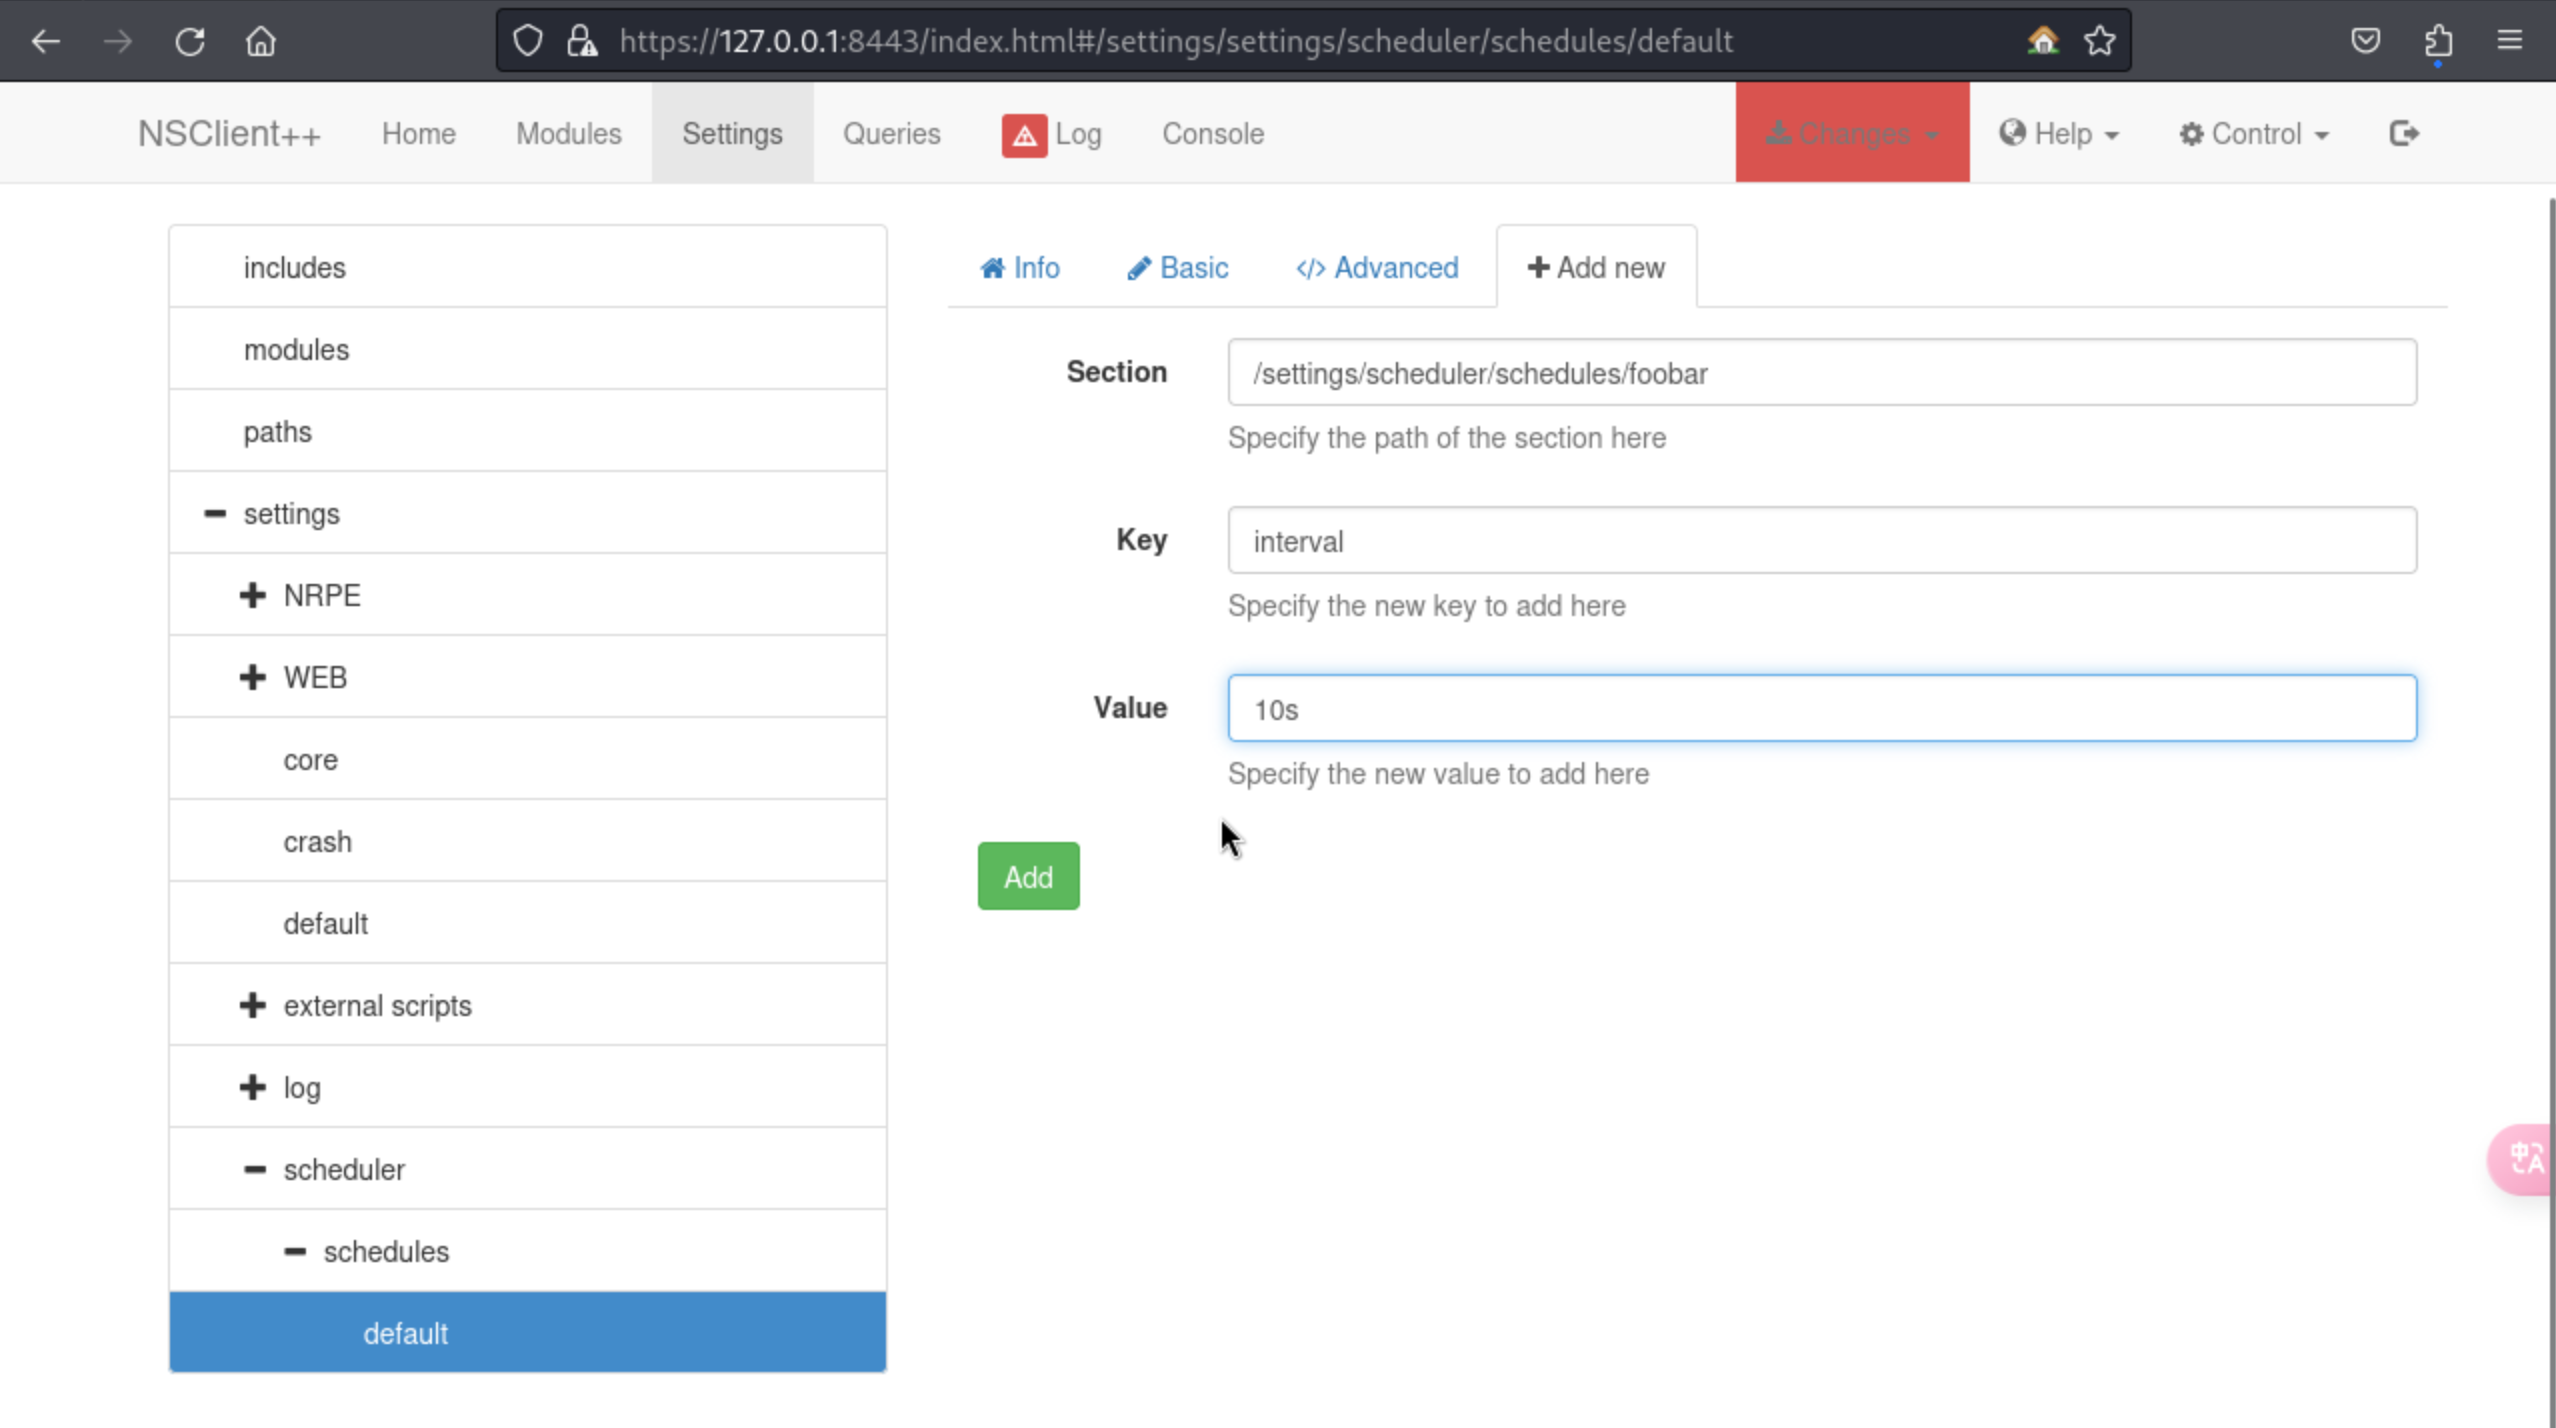 https://127.0.0.1:8443/index.html#/settings/settings/scheduler/schedules/default
NSClient++ Home Modules Settings Queries Log Console Changes Help Control
includes
modules
paths
settings
NRPE
WEB
core
crash
default
external scripts
log
scheduler
schedules
default
Info Basic </> Advanced Add new
Section /settings/scheduler/schedules/foobar
Specify the path of the section here
Key interval
Specify the new key to add here
Value 10s
Specify the new value to add here
Add
中A